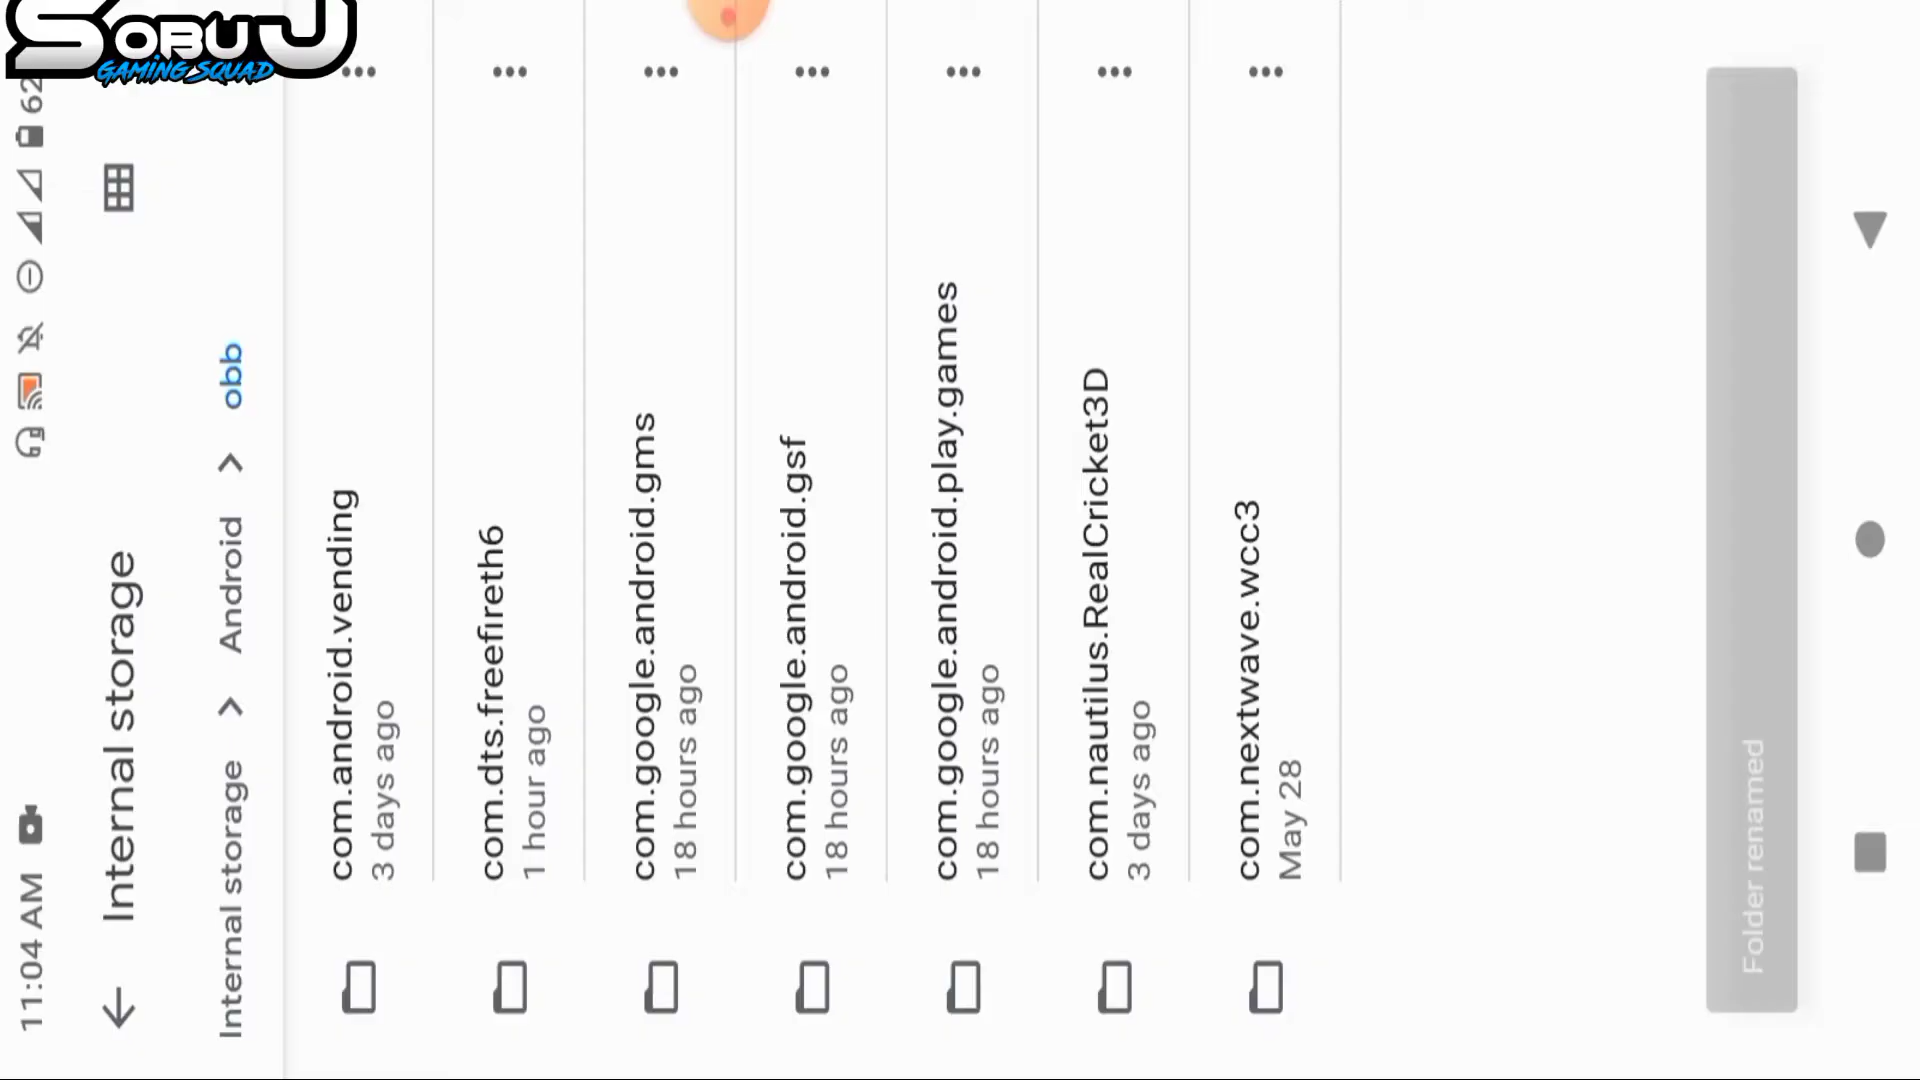 SOBUJ
GAMING SQUAD
11:04 AM
62
Internal storage
Internal storage > Android > obb
com.android.vending
3 days ago
com.dts.freefireth6
1 hour ago
com.google.android.gms
18 hours ago
com.google.android.gsf
18 hours ago
com.google.android.play.games
18 hours ago
com.nautilus.RealCricket3D
3 days ago
com.nextwave.wcc3
May 28
Folder renamed